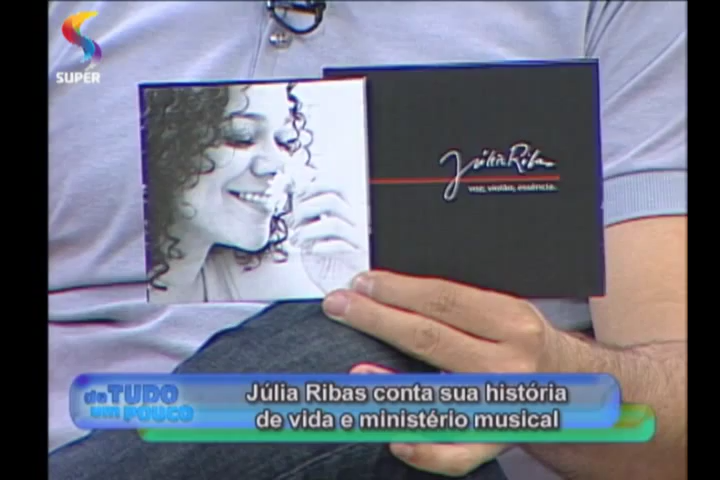 SUPER
Júlia Ribas
voz, violão, essência.
de TUDO
um POUCO
Júlia Ribas conta sua história
de vida e ministério musical